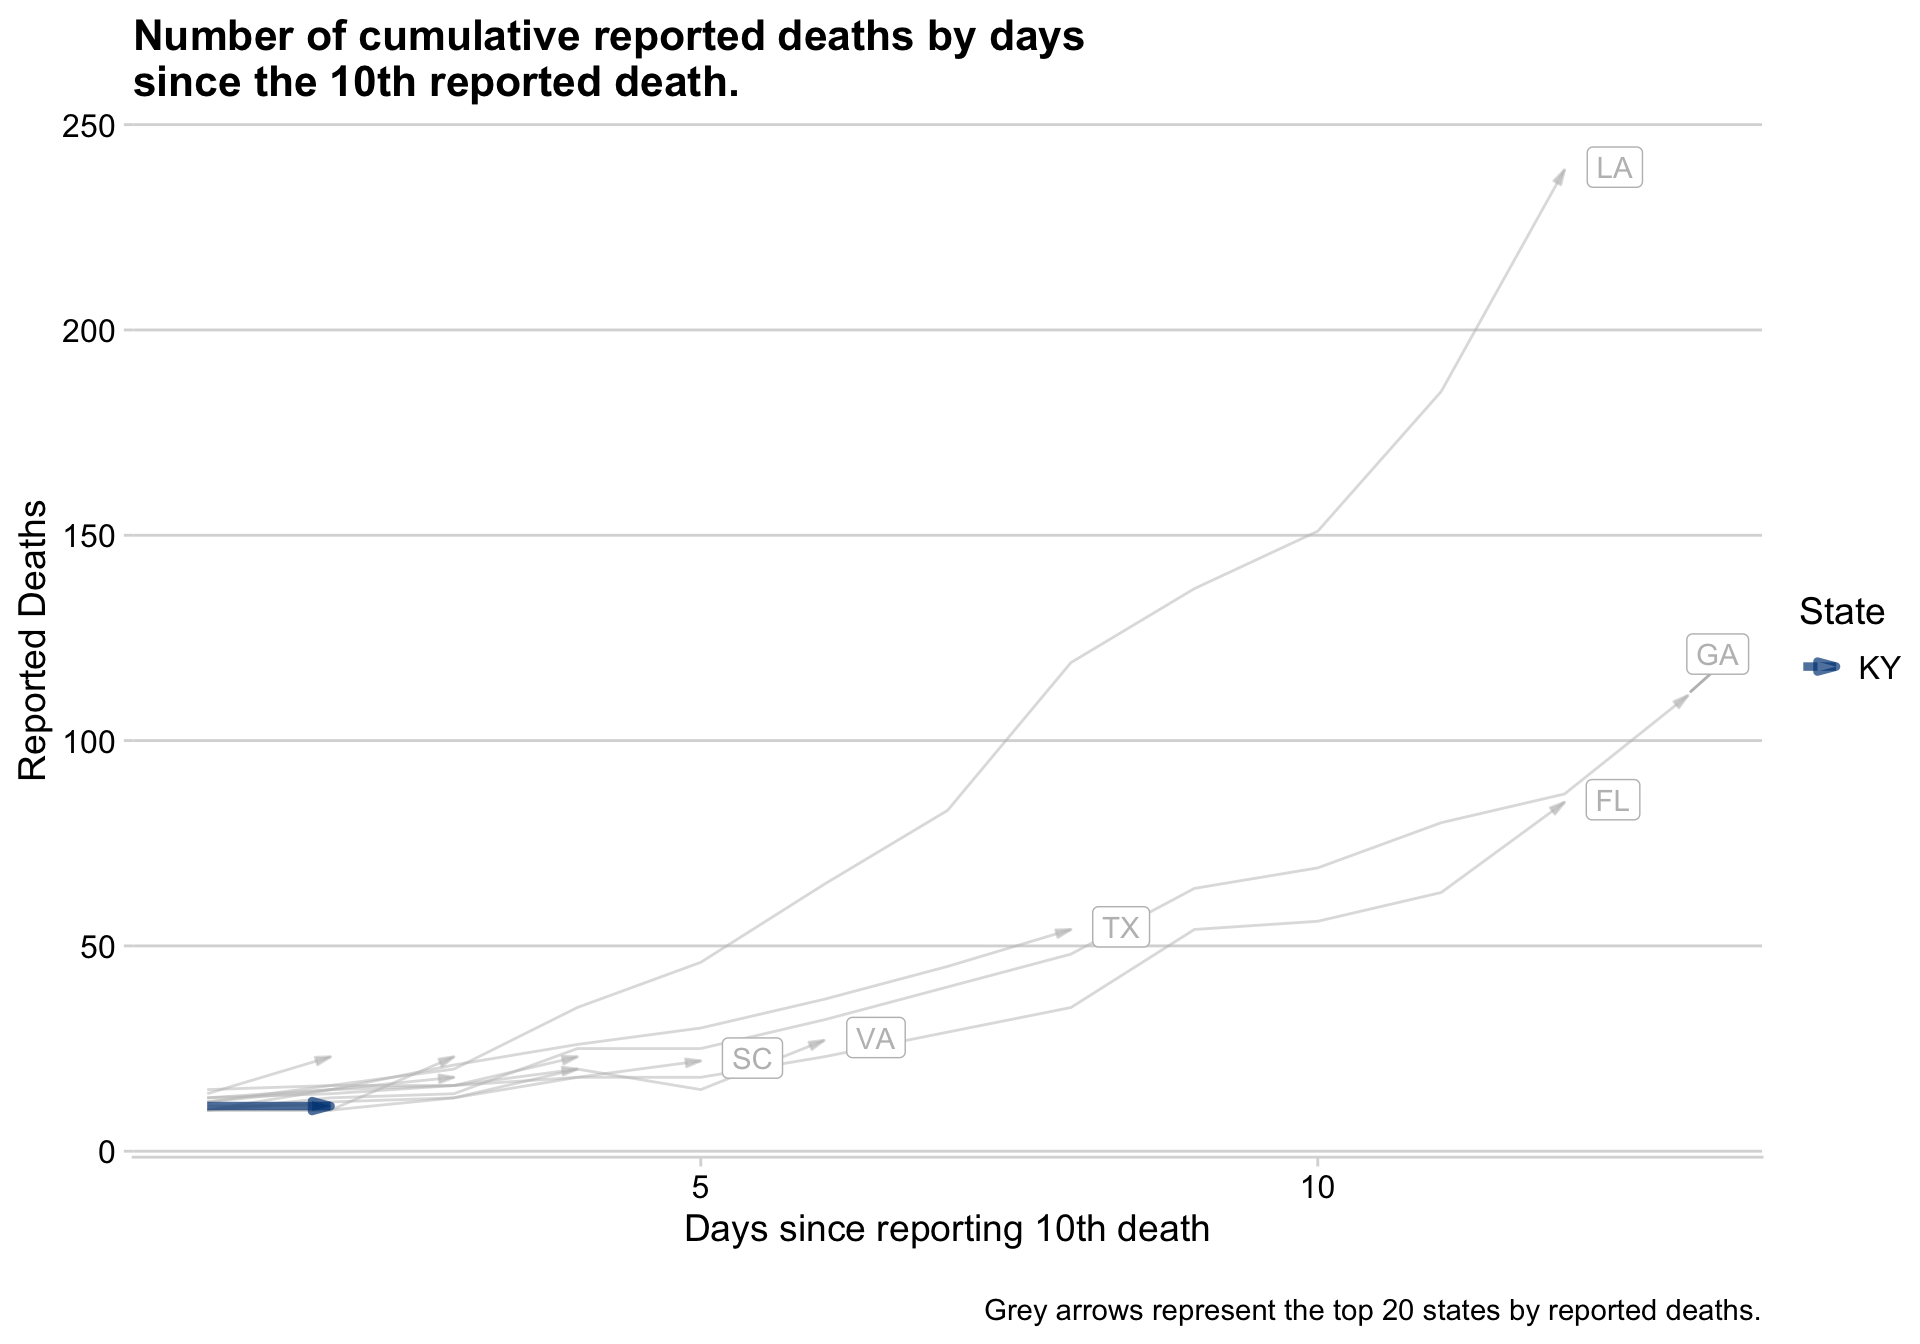 Number of cumulative reported deaths by days
since the 10th reported death.
250
LA
200
Reported Deaths
150
State
KY
GA
100
FL
TX
50
VA
SC
0
5
10
Days since reporting 10th death
Grey arrows represent the top 20 states by reported deaths.